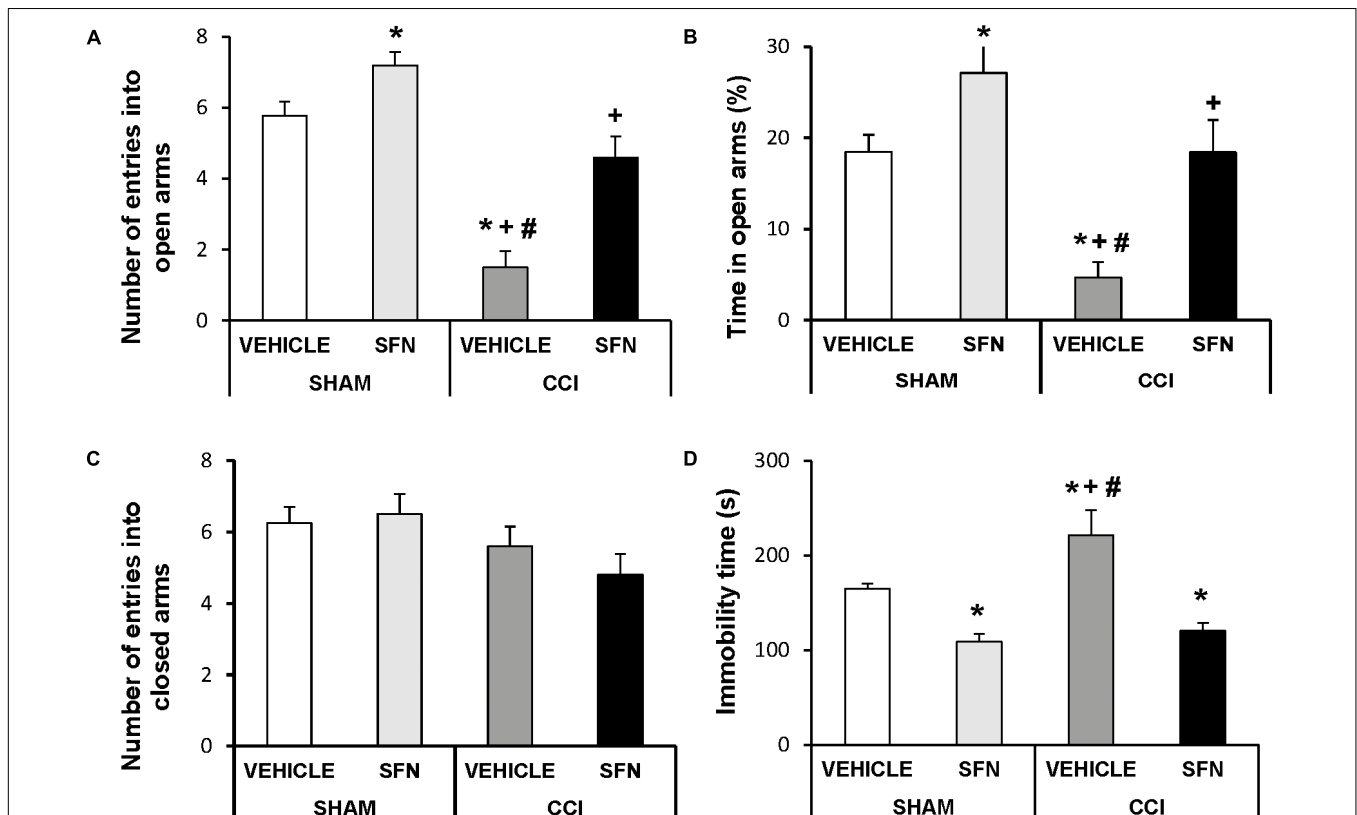 A
Number of entries into
open arms
8
6
4
2
0
*
* + #
+
VEHICLE SFN VEHICLE SFN
SHAM CCI
B
Time in open arms (%)
30
20
10
0
*
* + #
+
VEHICLE SFN VEHICLE SFN
SHAM CCI
C
Number of entries into
closed arms
8
6
4
2
0
VEHICLE SFN VEHICLE SFN
SHAM CCI
D
Immobility time (s)
300
200
100
0
*
* + #
*
VEHICLE SFN VEHICLE SFN
SHAM CCI